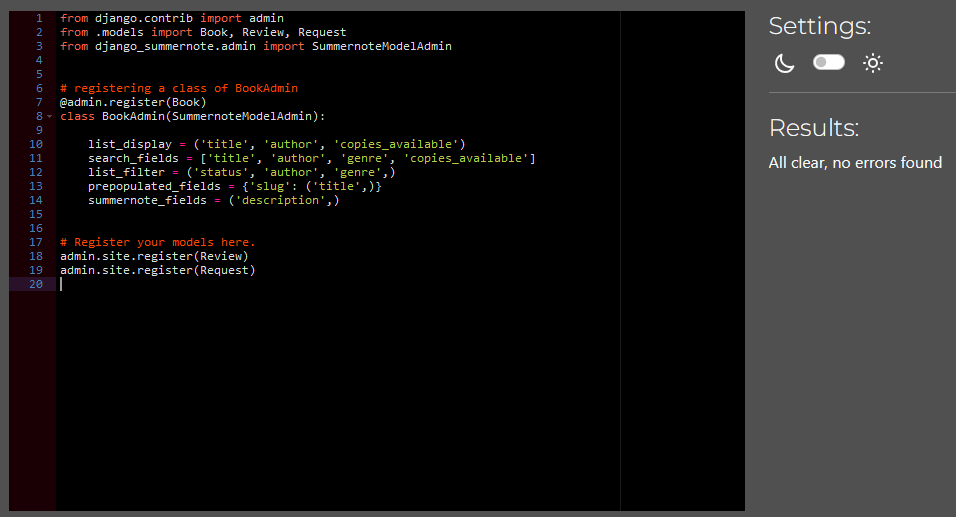 1 from django.contrib import admin
2 from .models import Book, Review, Request
3 from django_summernote.admin import SummernoteModelAdmin
4
5
6 # registering a class of BookAdmin
7 @admin.register(Book)
8 class BookAdmin(SummernoteModelAdmin):
9
10     list_display = ('title', 'author', 'copies_available')
11     search_fields = ['title', 'author', 'genre', 'copies_available']
12     list_filter = ('status', 'author', 'genre',)
13     prepopulated_fields = {'slug': ('title',)}
14     summernote_fields = ('description',)
15
16
17 # Register your models here.
18 admin.site.register(Review)
19 admin.site.register(Request)
20
Settings:
Results:
All clear, no errors found